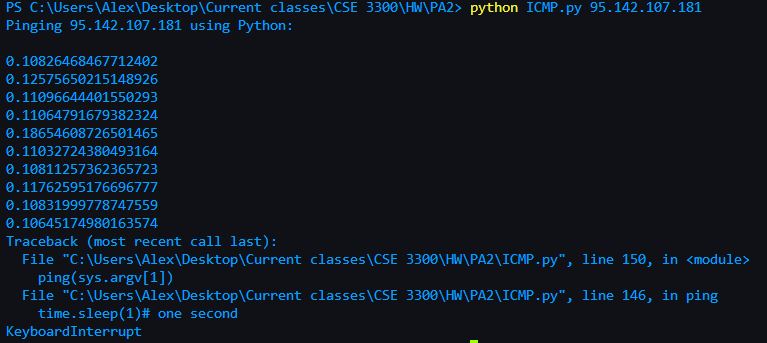 PS C:\Users\Alex\Desktop\Current classes\CSE 3300\HW\PA2> python ICMP.py 95.142.107.181
Pinging 95.142.107.181 using Python:
0.10826468467712402
0.12575650215148926
0.11096644401550293
0.11064791679382324
0.18654608726501465
0.11032724380493164
0.10811257362365723
0.11762595176696777
0.10831999778747559
0.10645174980163574
Traceback (most recent call last):
  File "C:\Users\Alex\Desktop\Current classes\CSE 3300\HW\PA2\ICMP.py", line 150, in <module>
    ping(sys.argv[1])
  File "C:\Users\Alex\Desktop\Current classes\CSE 3300\HW\PA2\ICMP.py", line 146, in ping
    time.sleep(1)# one second
KeyboardInterrupt